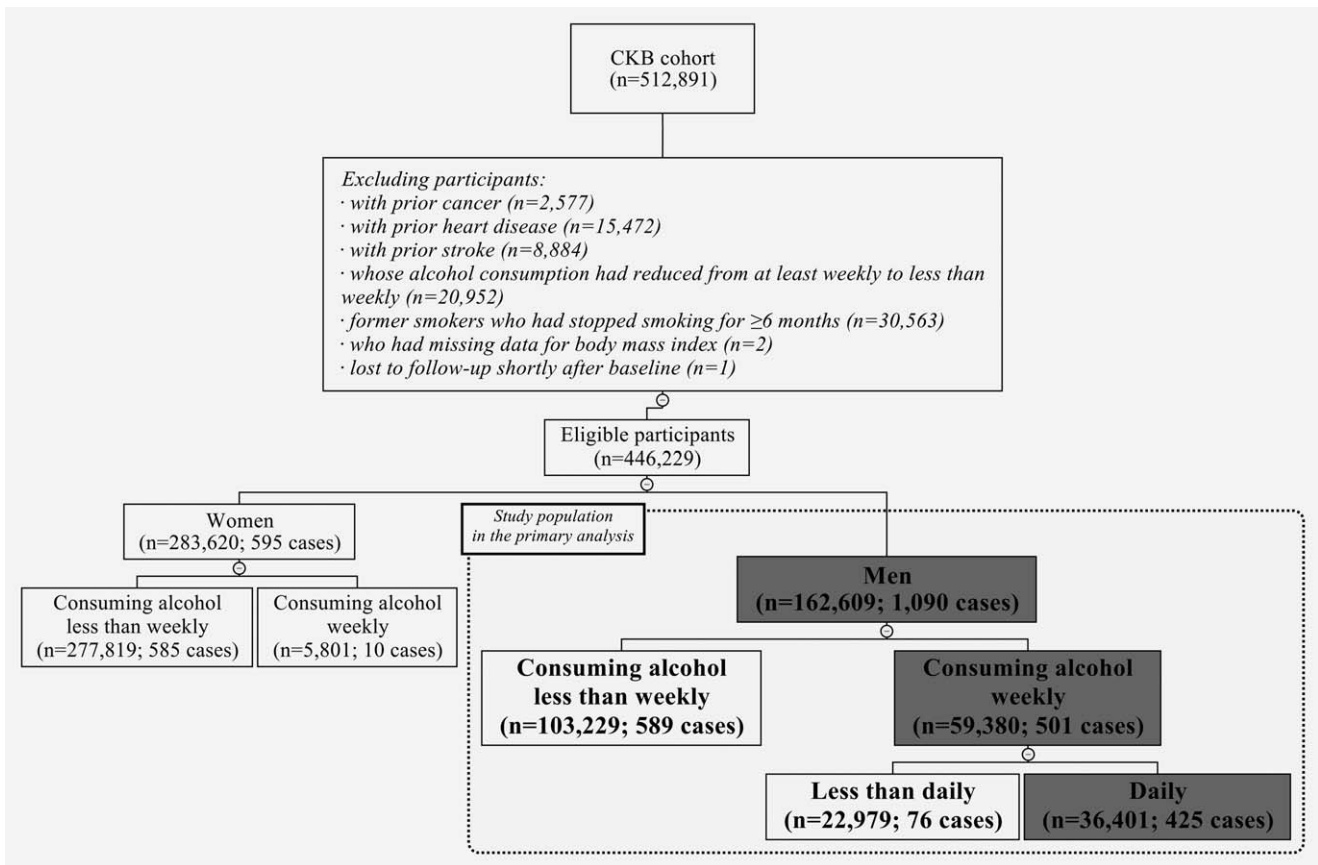 CKB cohort
(n=512,891)
Excluding participants:
· with prior cancer (n=2,577)
· with prior heart disease (n=15,472)
· with prior stroke (n=8,884)
· whose alcohol consumption had reduced from at least weekly to less than
weekly (n=20,952)
· former smokers who had stopped smoking for ≥6 months (n=30,563)
· who had missing data for body mass index (n=2)
· lost to follow-up shortly after baseline (n=1)
Eligible participants
(n=446,229)
Women
(n=283,620; 595 cases)
Consuming alcohol
less than weekly
(n=277,819; 585 cases)
Consuming alcohol
weekly
(n=5,801; 10 cases)
Study population
in the primary analysis
Men
(n=162,609; 1,090 cases)
Consuming alcohol
less than weekly
(n=103,229; 589 cases)
Consuming alcohol
weekly
(n=59,380; 501 cases)
Less than daily
(n=22,979; 76 cases)
Daily
(n=36,401; 425 cases)